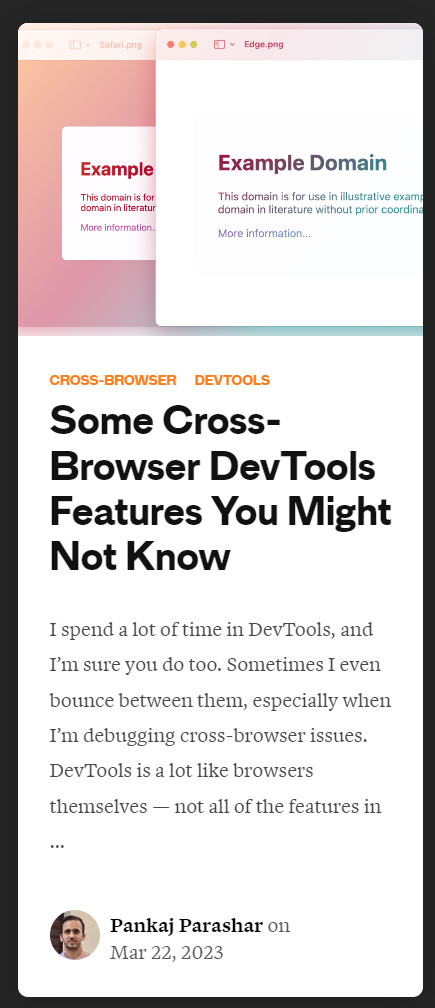 Safari.png
Edge.png
Example
This domain is for
domain in literatur
More information...
Example Domain
This domain is for use in illustrative examp
domain in literature without prior coordina
More information...
CROSS-BROWSER DEVTOOLS
Some Cross-
Browser DevTools
Features You Might
Not Know
I spend a lot of time in DevTools, and
I’m sure you do too. Sometimes I even
bounce between them, especially when
I’m debugging cross-browser issues.
DevTools is a lot like browsers
themselves — not all of the features in
…
Pankaj Parashar on
Mar 22, 2023